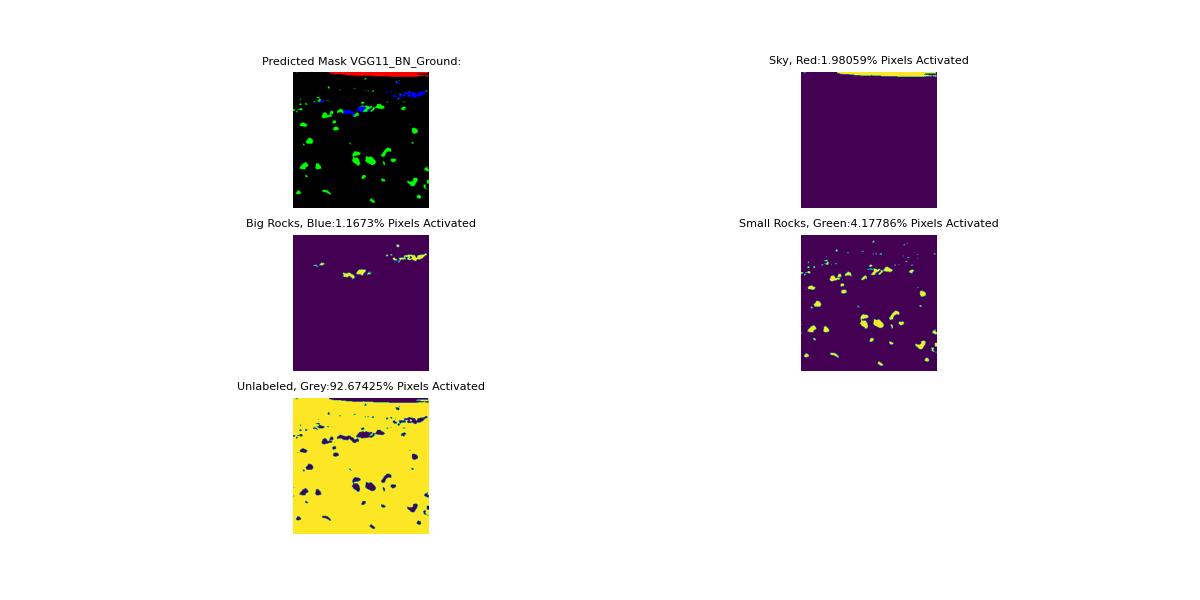 Predicted Mask VGG11_BN_Ground:
Sky, Red:1.98059% Pixels Activated
Big Rocks, Blue:1.1673% Pixels Activated
Small Rocks, Green:4.17786% Pixels Activated
Unlabeled, Grey:92.67425% Pixels Activated